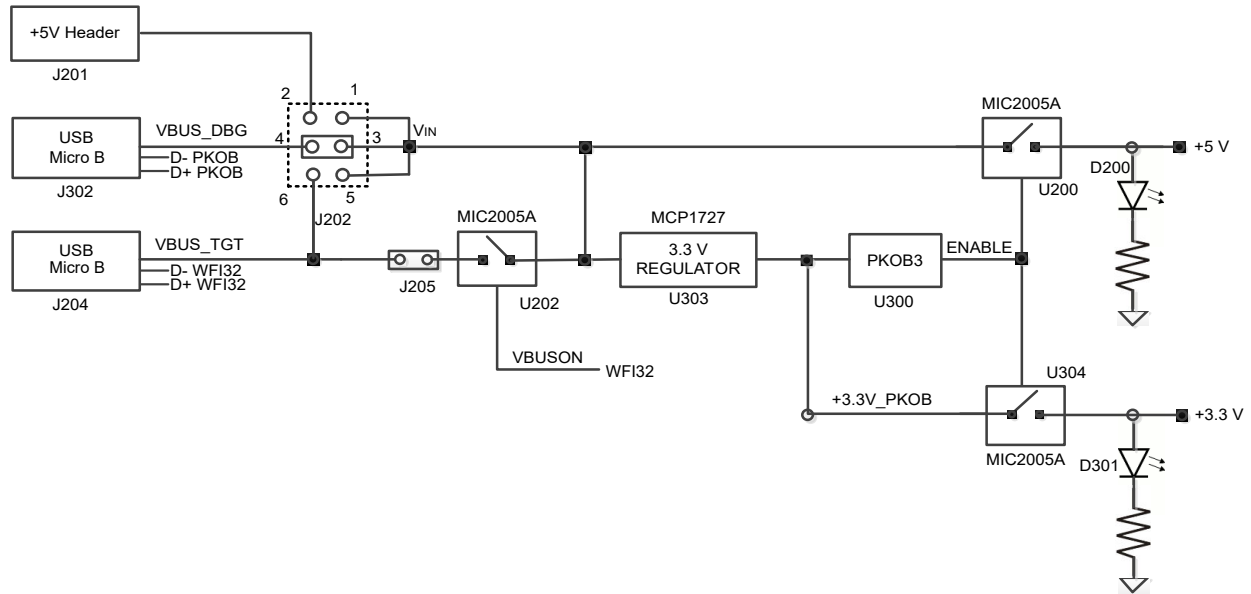 +5V Header
J201
2
1
USB
Micro B
VBUS_DBG
D- PKOB
D+ PKOB
J302
4
3
VIN
6
5
J202
MIC2005A
U200
D200
+5 V
USB
Micro B
VBUS_TGT
D- WFI32
D+ WFI32
J204
J205
MIC2005A
U202
VBUSON
WFI32
MCP1727
3.3 V
REGULATOR
U303
PKOB3
U300
ENABLE
+3.3V_PKOB
U304
MIC2005A
D301
+3.3 V